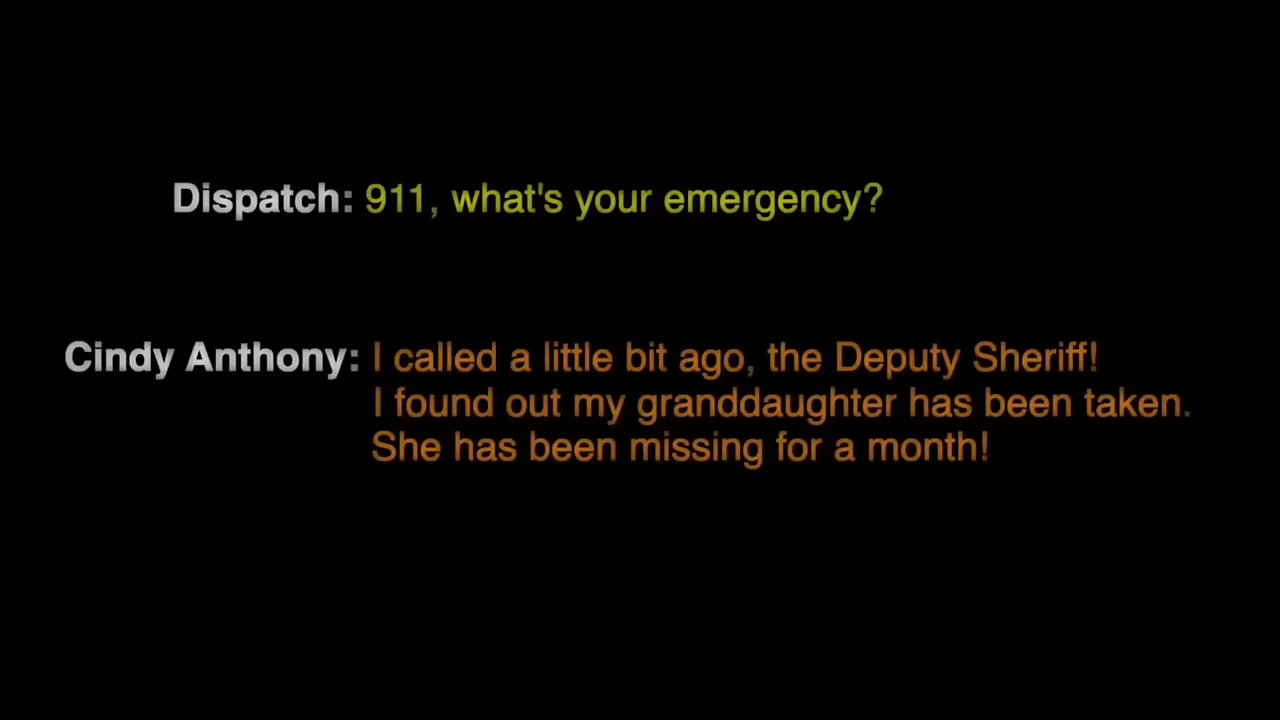 Dispatch: 911, what's your emergency?
Cindy Anthony: I called a little bit ago, the Deputy Sheriff!
I found out my granddaughter has been taken.
She has been missing for a month!